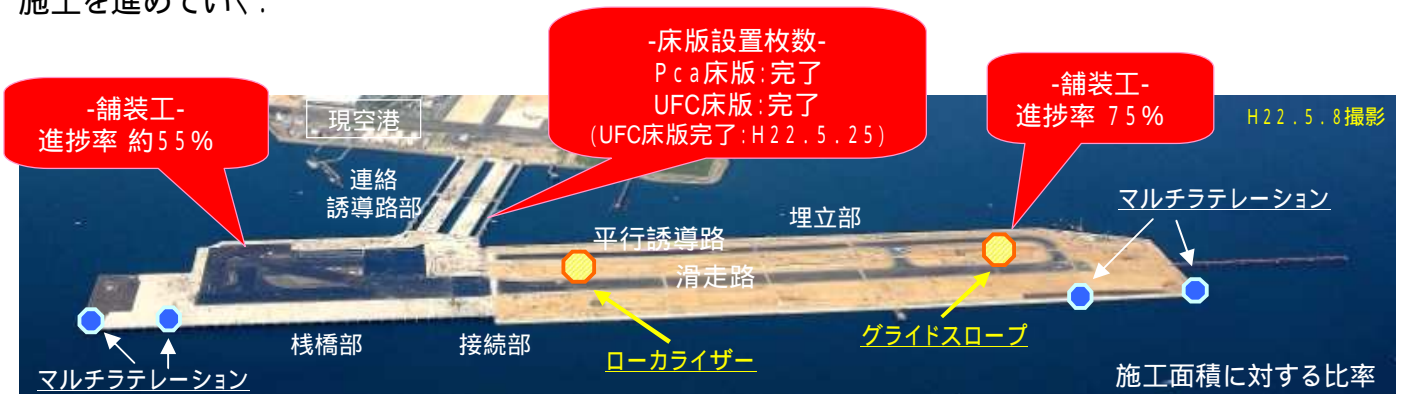 施工を進めていく．
-床版設置枚数-
Pca床版:完了
UFC床版:完了
(UFC床版完了:H22.5.25)
-舗装工-
進捗率 約55%
-舗装工-
進捗率 75%
H22.5.8撮影
現空港
連絡
誘導路部
マルチラテレーション
埋立部
平行誘導路
滑走路
桟橋部
接続部
ローカライザー
グライドスロープ
マルチラテレーション
施工面積に対する比率